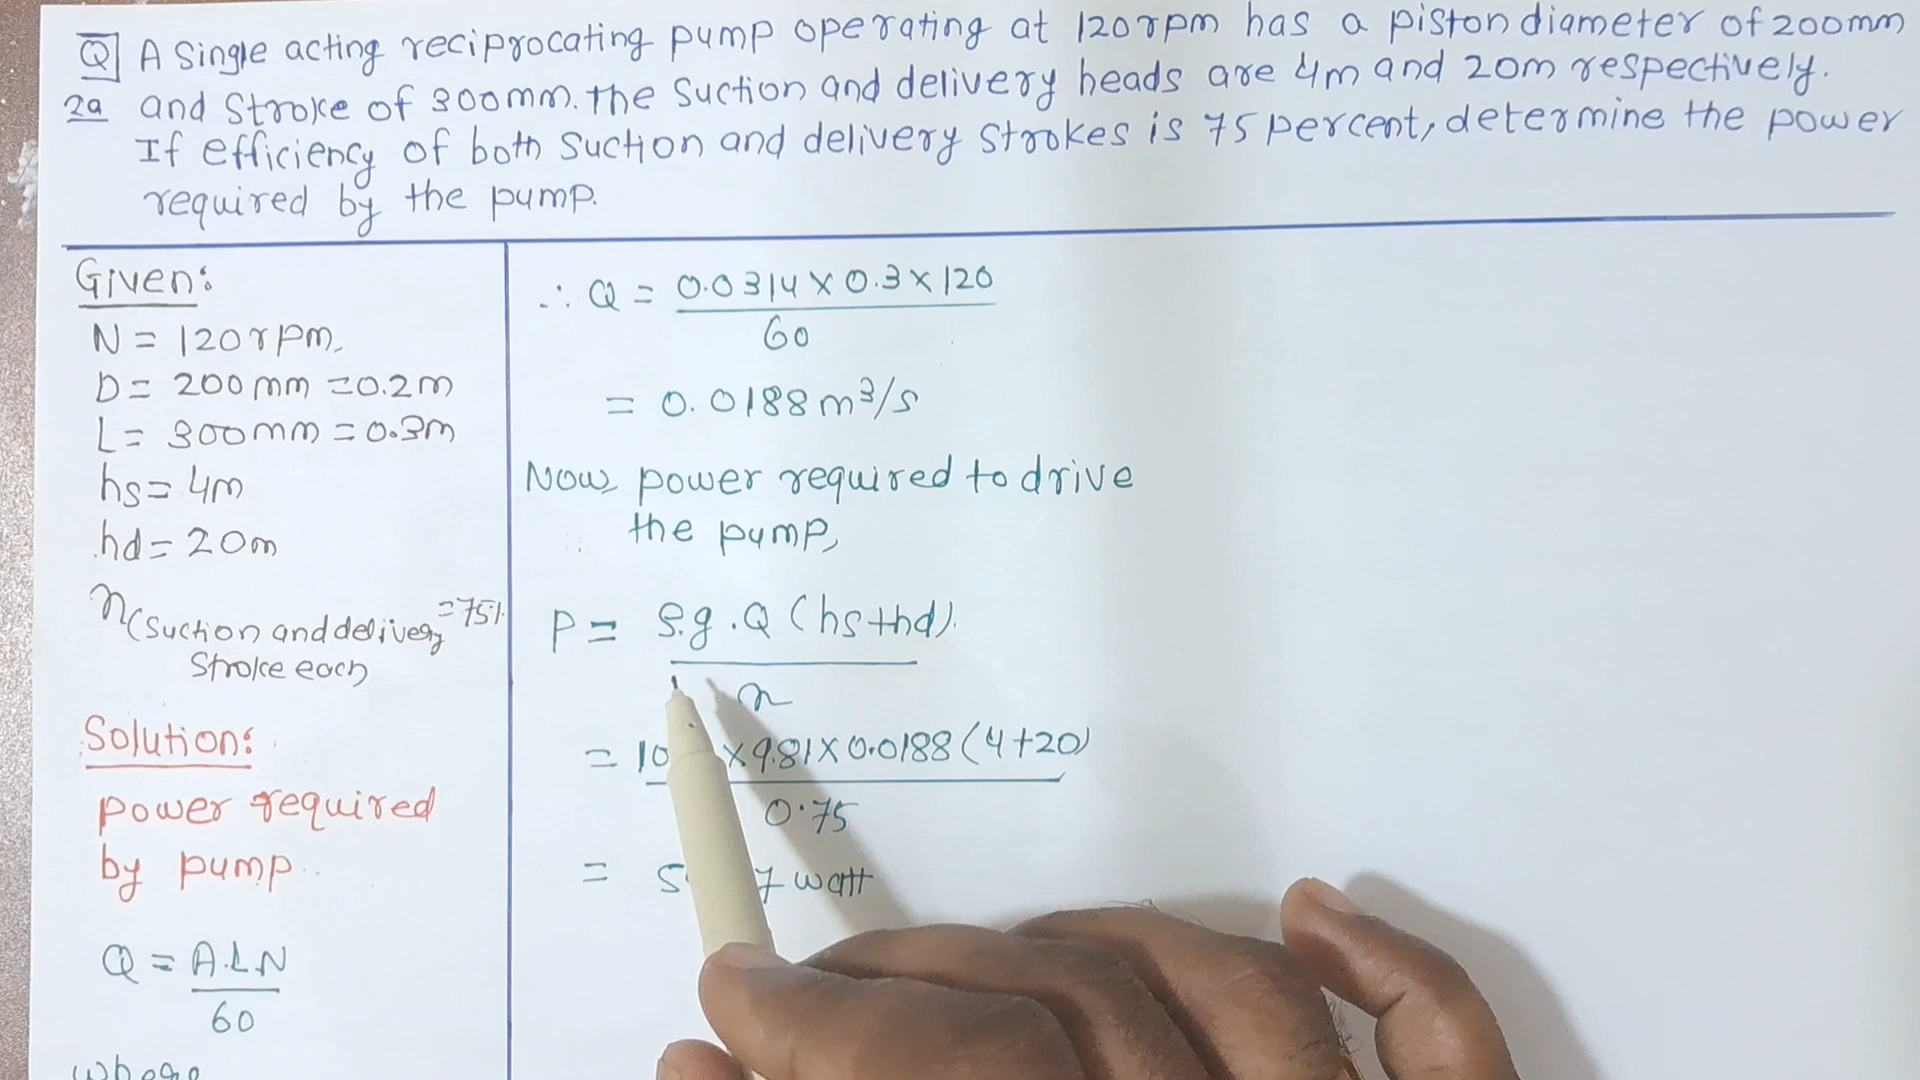 Q A Single acting reciprocating pump operating at 120rpm has a piston diameter of 200mm
2a and Stroke of 300mm. the suction and delivery heads are 4m and 20m respectively.
If efficiency of both suction and delivery strokes is 75 percent, determine the power
required by the pump.
Given:
N = 120rpm.
D = 200mm = 0.2m
L = 300mm = 0.3m
hs = 4m
hd = 20m
η(suction and delivery = 75%
Stroke each
Solution:
power required
by pump
Q = A.L.N
60
where
∴ Q = 0.0314 x 0.3 x 120
60
= 0.0188 m³/s
Now, power required to drive
the pump,
P = ρ.g.Q (hs+hd).
η
= x 9.81 x 0.0188 (4+20)
0.75
= watt